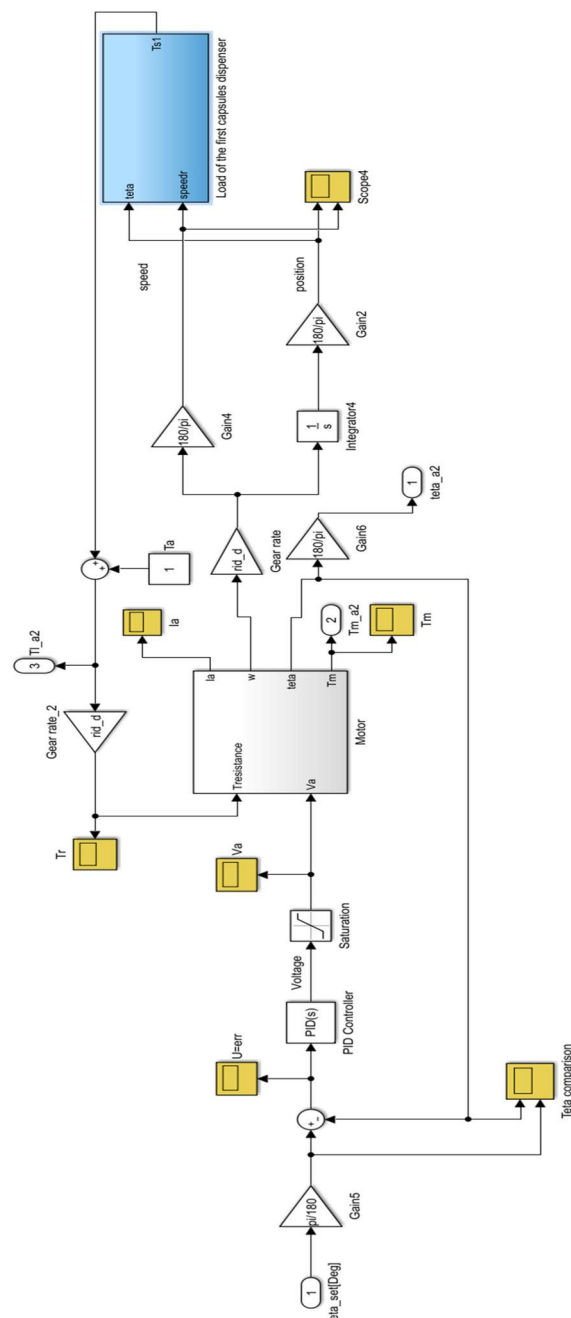 1
eta_set[Deg]
pi/180
Gain5
Teta comparison
+
-
U=err
PID(s)
PID Controller
Voltage
Saturation
Va
Tr
Gear rate_2
rid_d
3
Tl_a2
+
+
1
Ta
Tresistance
Va
Ia
w
teta
Tm
Motor
Ia
2
Tm_a2
Tm
rid_d
Gear rate
180/pi
Gain6
1
teta_a2
180/pi
Gain4
1
s
Integrator4
180/pi
Gain2
speed
position
Scope4
teta
speedr
Ts1
Load of the first capsules dispenser